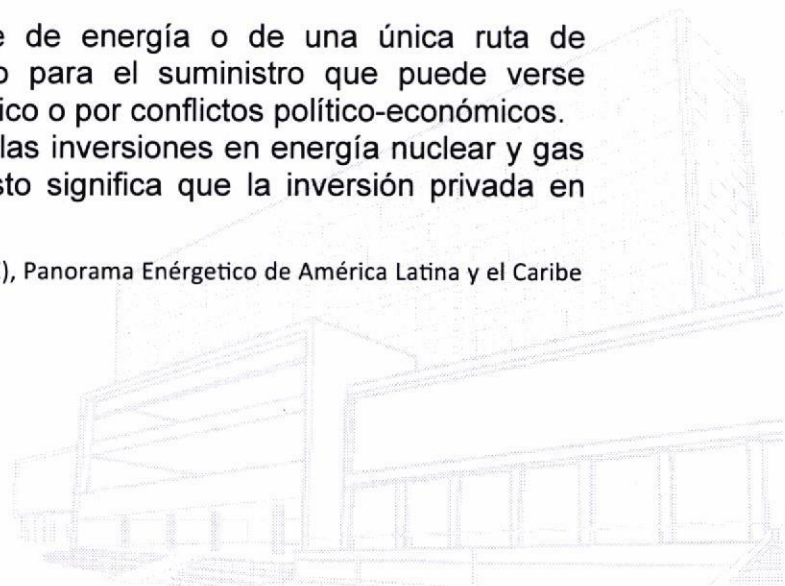 e de energía o de una única ruta de
o para el suministro que puede verse
ico o por conflictos político-económicos.
las inversiones en energía nuclear y gas
sto significa que la inversión privada en
), Panorama Enérgetico de América Latina y el Caribe